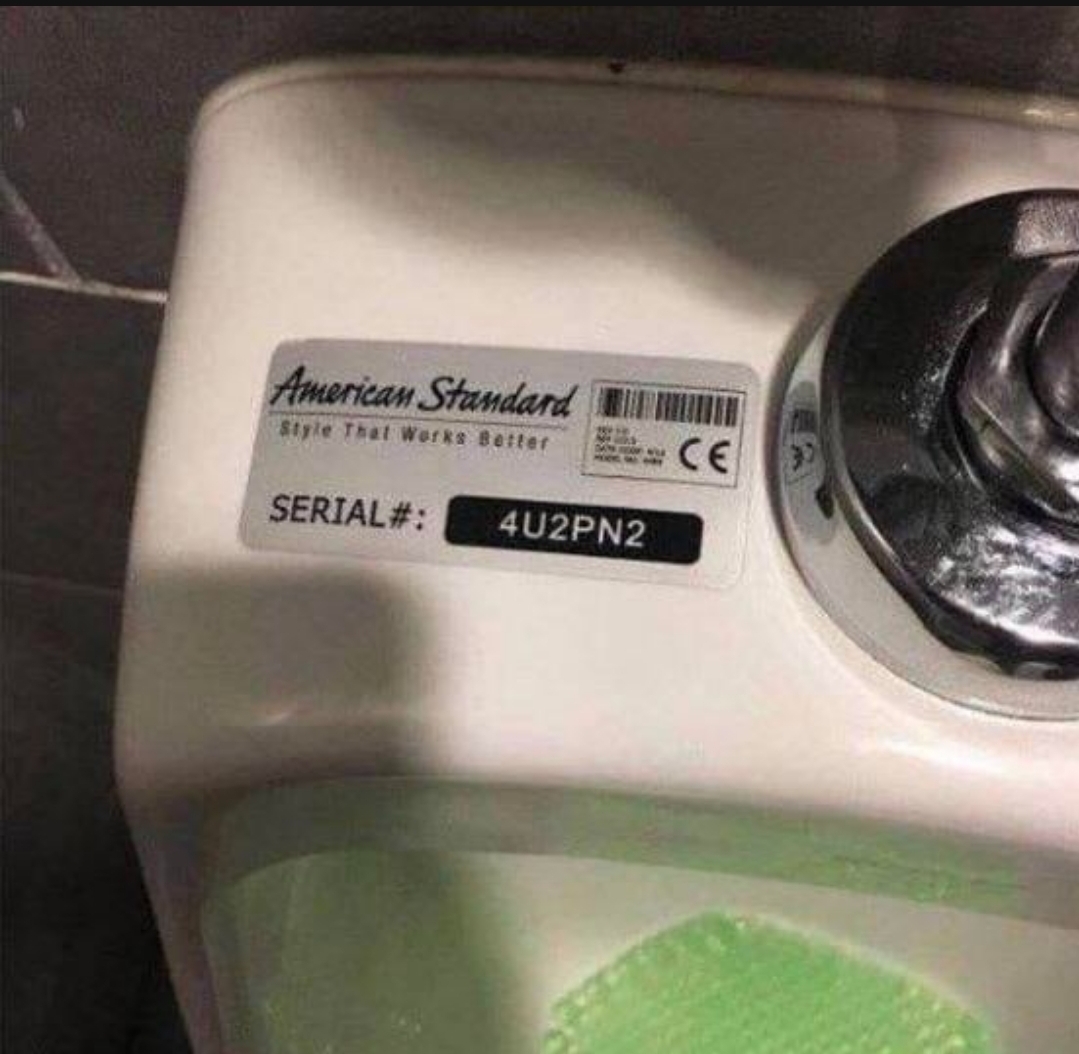 American Standard
Style That Works Better
CE
SERIAL#: 4U2PN2